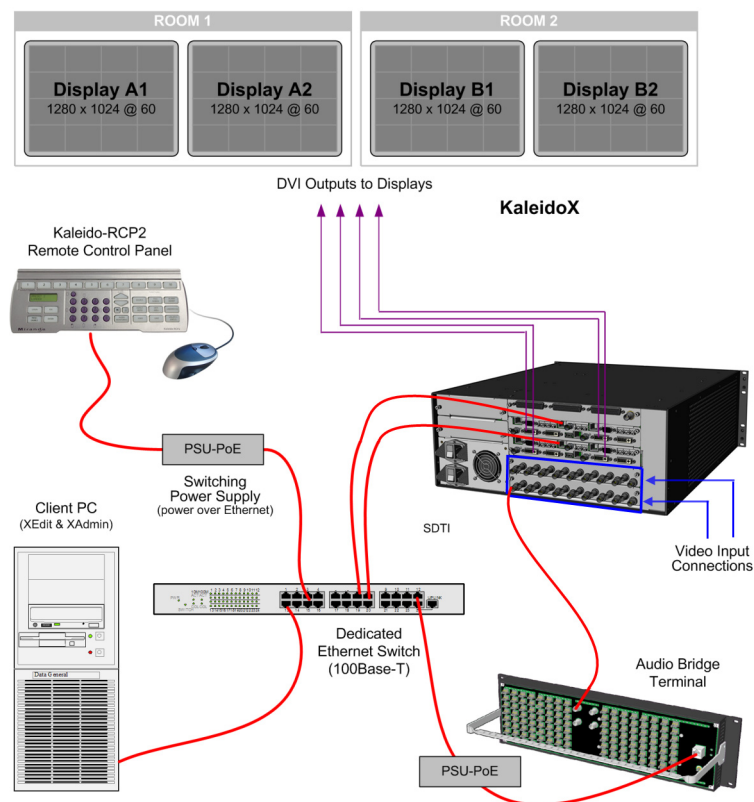 ROOM 1
ROOM 2
Display A1
1280 x 1024 @ 60
Display A2
1280 x 1024 @ 60
Display B1
1280 x 1024 @ 60
Display B2
1280 x 1024 @ 60
DVI Outputs to Displays
KaleidoX
Kaleido-RCP2
Remote Control Panel
PSU-PoE
Switching
Power Supply
(power over Ethernet)
Client PC
(XEdit & XAdmin)
SDTI
Video Input
Connections
Dedicated
Ethernet Switch
(100Base-T)
Audio Bridge
Terminal
Data General
PSU-PoE